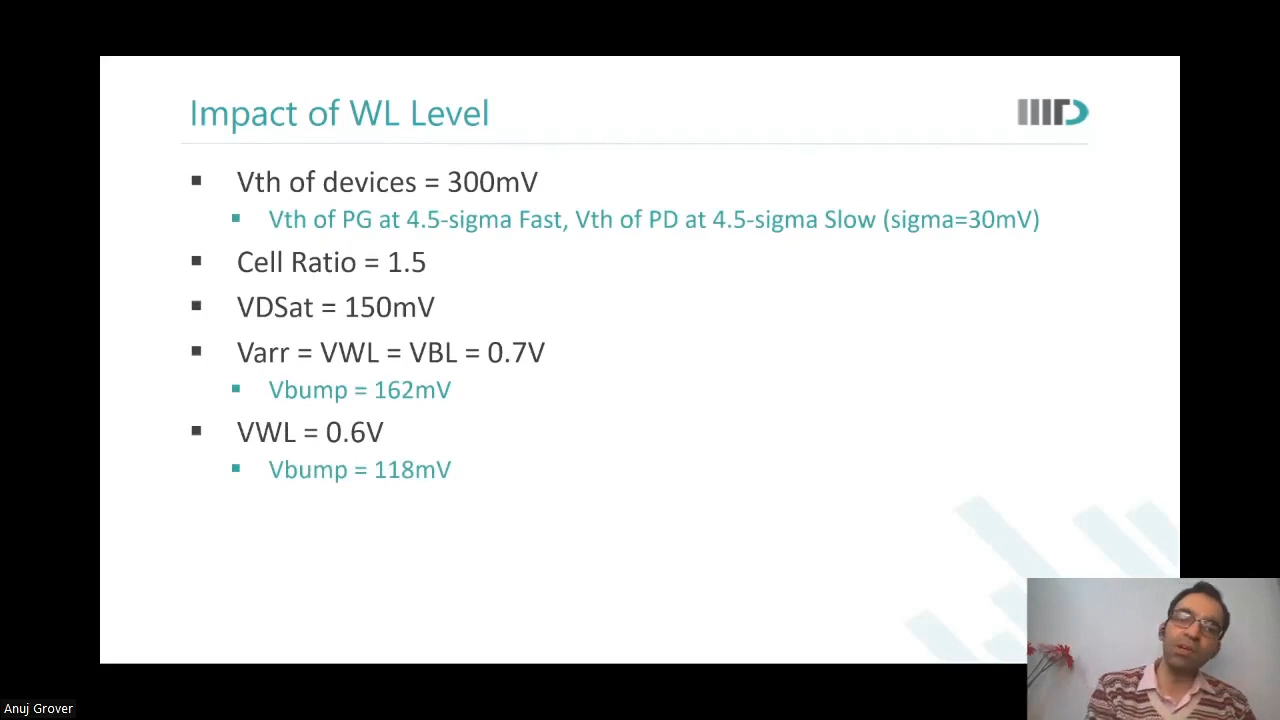 Impact of WL Level
IIITD
▪ Vth of devices = 300mV
▪ Vth of PG at 4.5-sigma Fast, Vth of PD at 4.5-sigma Slow (sigma=30mV)
▪ Cell Ratio = 1.5
▪ VDSat = 150mV
▪ Varr = VWL = VBL = 0.7V
▪ Vbump = 162mV
▪ VWL = 0.6V
▪ Vbump = 118mV
Anuj Grover